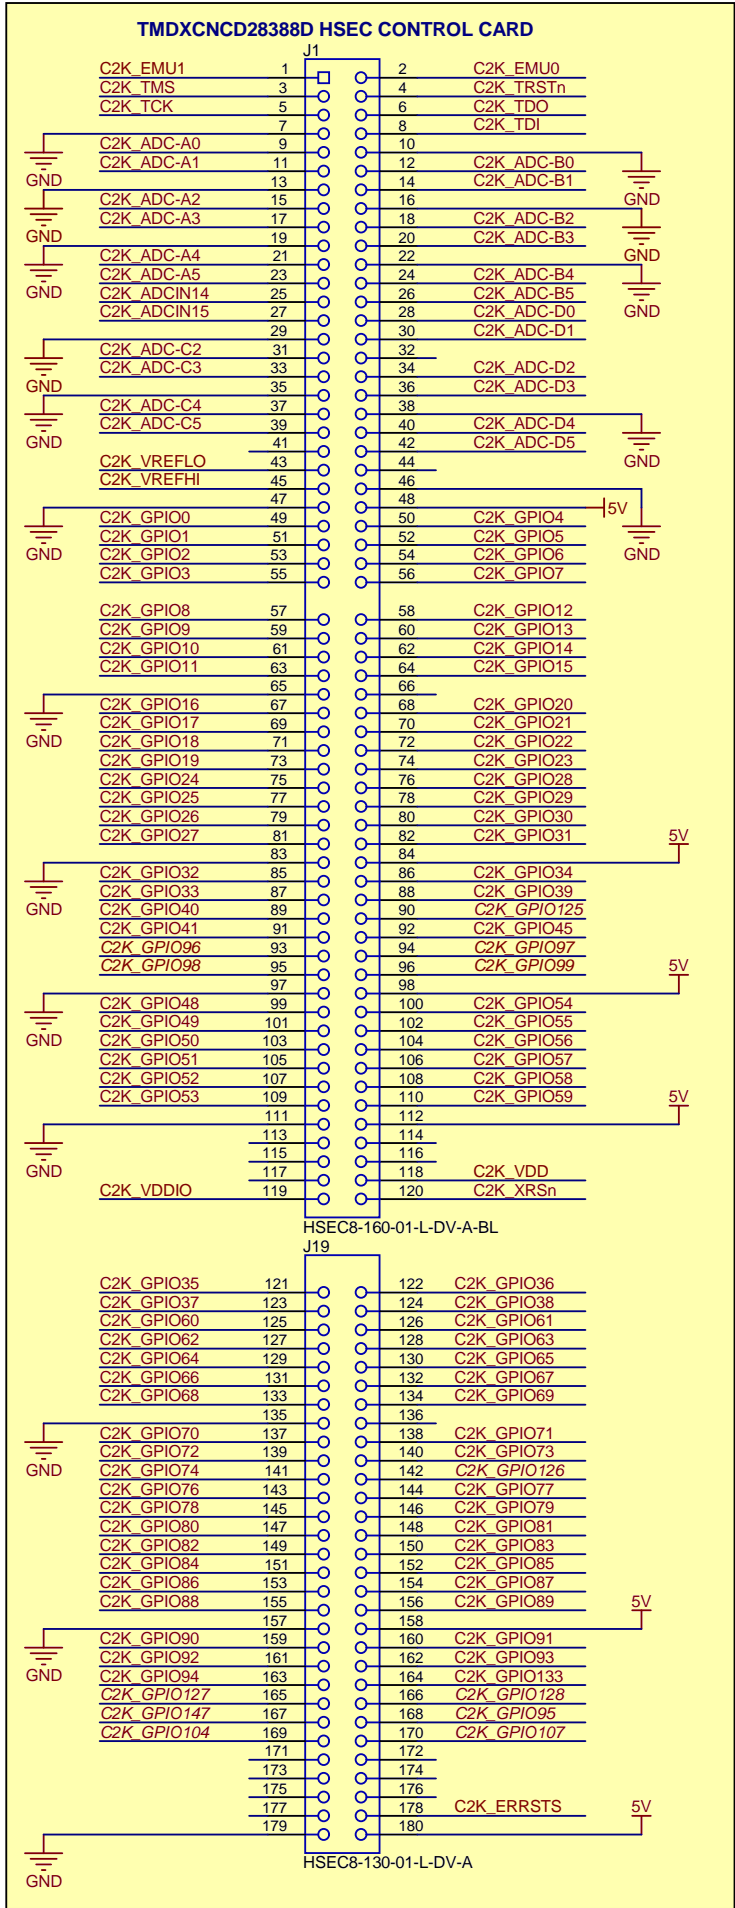 TMDXCNCD28388D HSEC CONTROL CARD
J1
C2K_EMU1 1 2 C2K_EMU0
C2K_TMS 3 4 C2K_TRSTn
C2K_TCK 5 6 C2K_TDO
7 8 C2K_TDI
C2K_ADC-A0 9 10
GND C2K_ADC-A1 11 12 C2K_ADC-B0 GND
13 14 C2K_ADC-B1
C2K_ADC-A2 15 16
GND C2K_ADC-A3 17 18 C2K_ADC-B2 GND
19 20 C2K_ADC-B3
C2K_ADC-A4 21 22
GND C2K_ADC-A5 23 24 C2K_ADC-B4 GND
C2K_ADCIN14 25 26 C2K_ADC-B5
C2K_ADCIN15 27 28 C2K_ADC-D0
29 30 C2K_ADC-D1
C2K_ADC-C2 31 32
GND C2K_ADC-C3 33 34 C2K_ADC-D2
35 36 C2K_ADC-D3
C2K_ADC-C4 37 38
GND C2K_ADC-C5 39 40 C2K_ADC-D4 GND
41 42 C2K_ADC-D5
C2K_VREFLO 43 44
C2K_VREFHI 45 46
47 48 5V
GND C2K_GPIO0 49 50 C2K_GPIO4 GND
C2K_GPIO1 51 52 C2K_GPIO5
C2K_GPIO2 53 54 C2K_GPIO6
C2K_GPIO3 55 56 C2K_GPIO7
C2K_GPIO8 57 58 C2K_GPIO12
C2K_GPIO9 59 60 C2K_GPIO13
C2K_GPIO10 61 62 C2K_GPIO14
C2K_GPIO11 63 64 C2K_GPIO15
65 66
C2K_GPIO16 67 68 C2K_GPIO20
GND C2K_GPIO17 69 70 C2K_GPIO21
C2K_GPIO18 71 72 C2K_GPIO22
C2K_GPIO19 73 74 C2K_GPIO23
C2K_GPIO24 75 76 C2K_GPIO28
C2K_GPIO25 77 78 C2K_GPIO29
C2K_GPIO26 79 80 C2K_GPIO30
C2K_GPIO27 81 82 C2K_GPIO31 5V
83 84
C2K_GPIO32 85 86 C2K_GPIO34
GND C2K_GPIO33 87 88 C2K_GPIO39
C2K_GPIO40 89 90 C2K_GPIO125
C2K_GPIO41 91 92 C2K_GPIO45
C2K_GPIO96 93 94 C2K_GPIO97
C2K_GPIO98 95 96 C2K_GPIO99 5V
97 98
C2K_GPIO48 99 100 C2K_GPIO54
GND C2K_GPIO49 101 102 C2K_GPIO55
C2K_GPIO50 103 104 C2K_GPIO56
C2K_GPIO51 105 106 C2K_GPIO57
C2K_GPIO52 107 108 C2K_GPIO58
C2K_GPIO53 109 110 C2K_GPIO59 5V
111 112
113 114
GND 115 116
117 118 C2K_VDD
C2K_VDDIO 119 120 C2K_XRSn
HSEC8-160-01-L-DV-A-BL
J19
C2K_GPIO35 121 122 C2K_GPIO36
C2K_GPIO37 123 124 C2K_GPIO38
C2K_GPIO60 125 126 C2K_GPIO61
C2K_GPIO62 127 128 C2K_GPIO63
C2K_GPIO64 129 130 C2K_GPIO65
C2K_GPIO66 131 132 C2K_GPIO67
C2K_GPIO68 133 134 C2K_GPIO69
135 136
C2K_GPIO70 137 138 C2K_GPIO71
GND C2K_GPIO72 139 140 C2K_GPIO73
C2K_GPIO74 141 142 C2K_GPIO126
C2K_GPIO76 143 144 C2K_GPIO77
C2K_GPIO78 145 146 C2K_GPIO79
C2K_GPIO80 147 148 C2K_GPIO81
C2K_GPIO82 149 150 C2K_GPIO83
C2K_GPIO84 151 152 C2K_GPIO85
C2K_GPIO86 153 154 C2K_GPIO87
C2K_GPIO88 155 156 C2K_GPIO89 5V
157 158
C2K_GPIO90 159 160 C2K_GPIO91
GND C2K_GPIO92 161 162 C2K_GPIO93
C2K_GPIO94 163 164 C2K_GPIO133
C2K_GPIO127 165 166 C2K_GPIO128
C2K_GPIO147 167 168 C2K_GPIO95
C2K_GPIO104 169 170 C2K_GPIO107
171 172
173 174
175 176
177 178 C2K_ERRSTS 5V
179 180
HSEC8-130-01-L-DV-A
GND